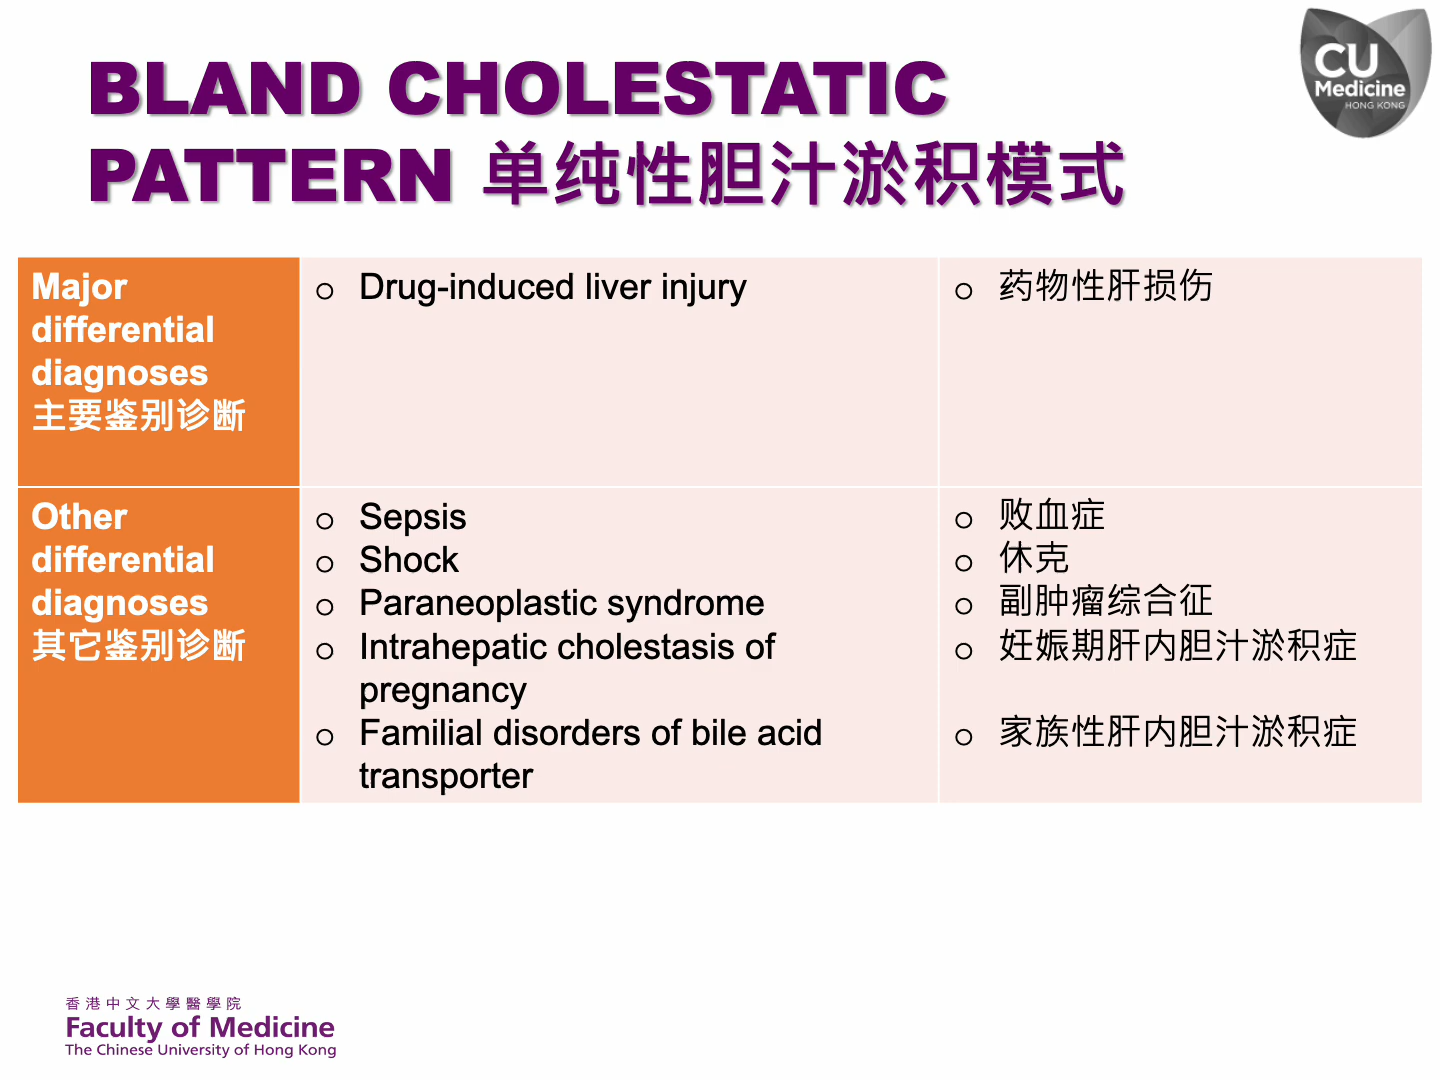 BLAND CHOLESTATIC
PATTERN 单纯性胆汁淤积模式
CU
Medicine
HONG KONG
Major
differential
diagnoses
主要鉴别诊断
Drug-induced liver injury
药物性肝损伤
Other
differential
diagnoses
其它鉴别诊断
Sepsis
Shock
Paraneoplastic syndrome
Intrahepatic cholestasis of
pregnancy
Familial disorders of bile acid
transporter
败血症
休克
副肿瘤综合征
妊娠期肝内胆汁淤积症
家族性肝内胆汁淤积症
香港中文大學醫學院
Faculty of Medicine
The Chinese University of Hong Kong